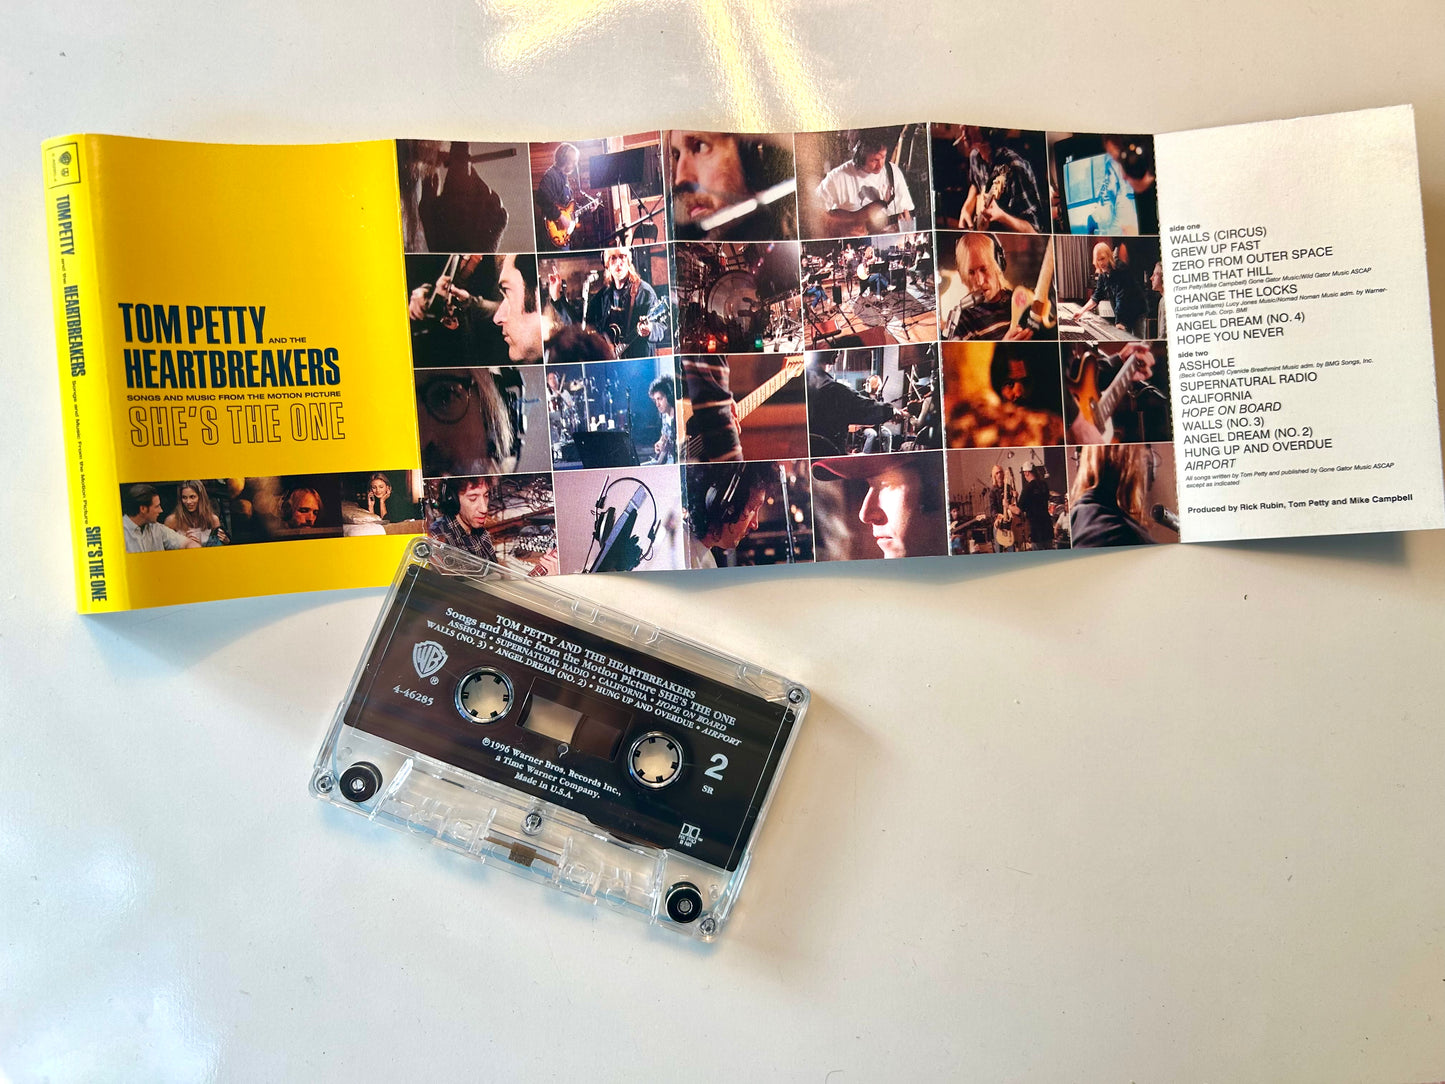 TOM PETTY and the HEARTBREAKERS Songs and Music From the Motion Picture SHE'S THE ONE
TOM PETTY
AND THE
HEARTBREAKERS
SONGS AND MUSIC FROM THE MOTION PICTURE
SHE'S THE ONE
side one
WALLS (CIRCUS)
GREW UP FAST
ZERO FROM OUTER SPACE
CLIMB THAT HILL
(Tom Petty/Mike Campbell) Gone Gator Music/Wild Gator Music ASCAP
CHANGE THE LOCKS
(Lucinda Williams) Lucy Jones Music/Nomad Noman Music adm. by Warner-
Tamerlane Pub. Corp. BMI
ANGEL DREAM (NO. 4)
HOPE YOU NEVER
side two
ASSHOLE
(Beck Campbell) Cyanide Breathmint Music adm. by BMG Songs, Inc.
SUPERNATURAL RADIO
CALIFORNIA
HOPE ON BOARD
WALLS (NO. 3)
ANGEL DREAM (NO. 2)
HUNG UP AND OVERDUE
AIRPORT
All songs written by Tom Petty and published by Gone Gator Music ASCAP
except as indicated
Produced by Rick Rubin, Tom Petty and Mike Campbell
TOM PETTY AND THE HEARTBREAKERS
Songs and Music from the Motion Picture SHE'S THE ONE
ASSHOLE • SUPERNATURAL RADIO • CALIFORNIA • HOPE ON BOARD
WALLS (NO. 3) • ANGEL DREAM (NO. 2) • HUNG UP AND OVERDUE • AIRPORT
WB
®
4-46285
℗1996 Warner Bros. Records Inc.,
a Time Warner Company.
Made in U.S.A.
2
SR
HX PRO
B NR